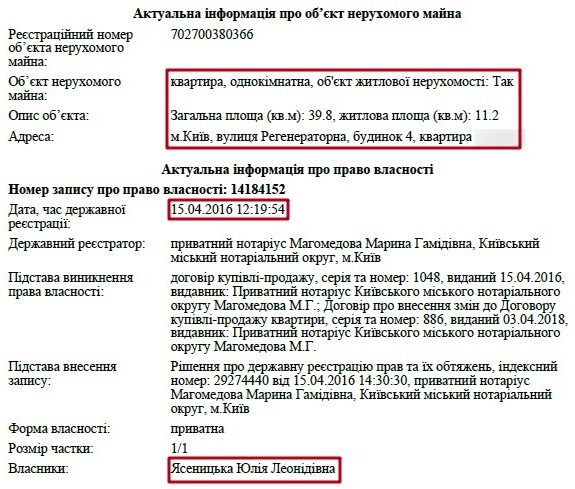 Актуальна інформація про об’єкт нерухомого майна
Реєстраційний номер 702700380366
об’єкта нерухомого
майна:
Об’єкт нерухомого квартира, однокімнатна, об'єкт житлової нерухомості: Так
майна:
Опис об’єкта: Загальна площа (кв.м): 39.8, житлова площа (кв.м): 11.2
Адреса: м.Київ, вулиця Регенераторна, будинок 4, квартира
Актуальна інформація про право власності
Номер запису про право власності: 14184152
Дата, час державної 15.04.2016 12:19:54
реєстрації:
Державний реєстратор: приватний нотаріус Магомедова Марина Гамідівна, Київський
міський нотаріальний округ, м.Київ
Підстава виникнення договір купівлі-продажу, серія та номер: 1048, виданий 15.04.2016,
права власності: видавник: Приватний нотаріус Київського міського нотаріального
округу Магомедова М.Г.; Договір про внесення змін до Договору
купівлі-продажу квартири, серія та номер: 886, виданий 03.04.2018,
видавник: Приватний нотаріус Київського міського нотаріального
округу Магомедова М.Г.
Підстава внесення Рішення про державну реєстрацію прав та їх обтяжень, індексний
запису: номер: 29274440 від 15.04.2016 14:30:30, приватний нотаріус
Магомедова Марина Гамідівна, Київський міський нотаріальний
округ, м.Київ
Форма власності: приватна
Розмір частки: 1/1
Власники: Ясеницька Юлія Леонідівна